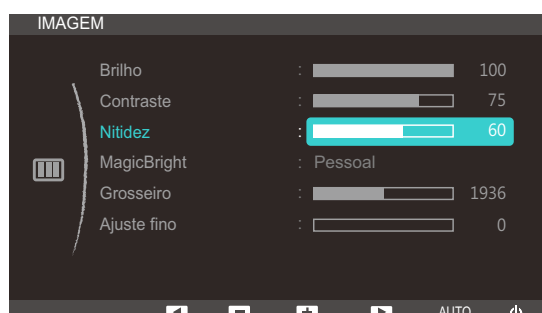 IMAGEM
Brilho : 100
Contraste : 75
Nitidez : 60
MagicBright : Pessoal
Grosseiro : 1936
Ajuste fino : 0
AUTO